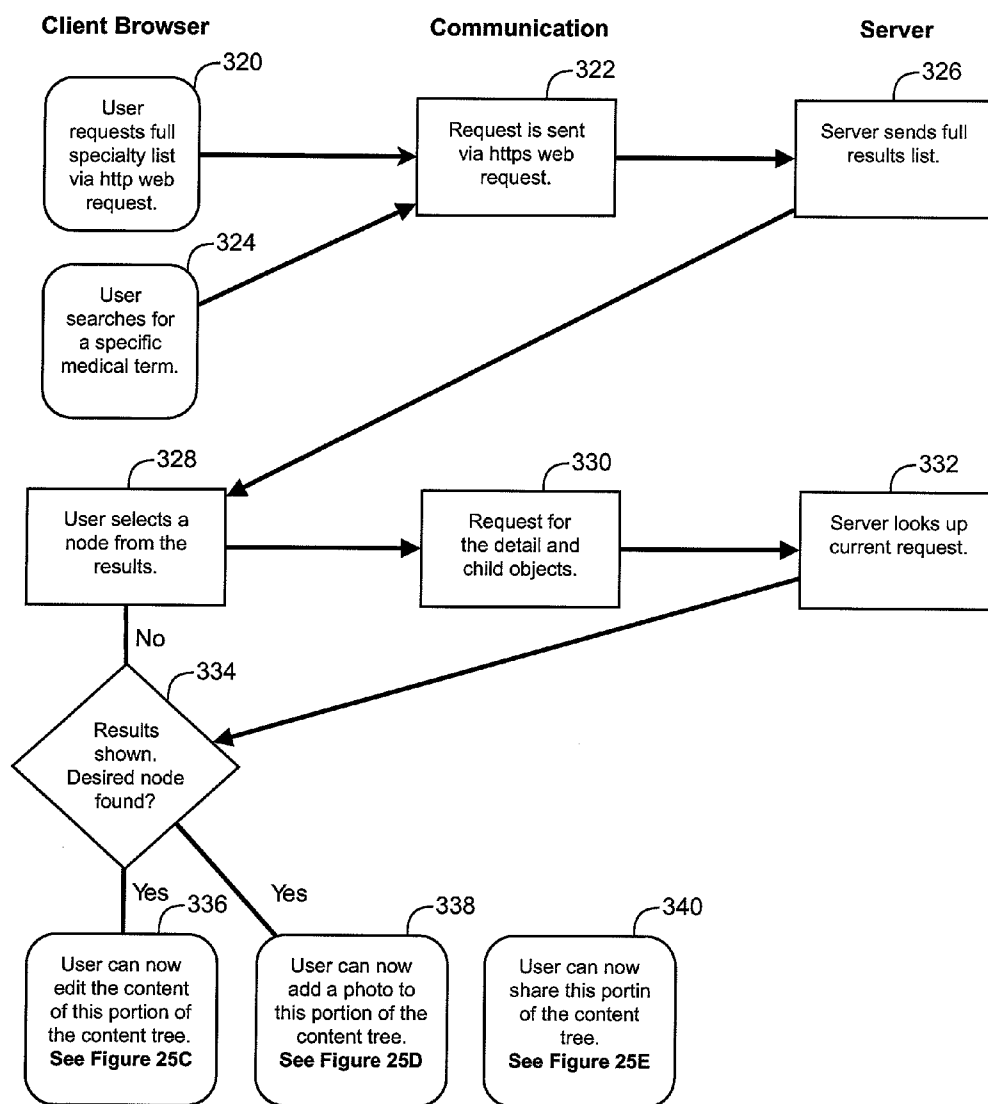 Client Browser
Communication
Server
320
322
326
User
requests full
specialty list
via http web
request.
Request is sent
via https web
request.
Server sends full
results list.
324
User
searches for
a specific
medical term.
328
330
332
User selects a
node from the
results.
Request for
the detail and
child objects.
Server looks up
current request.
No
334
Results
shown.
Desired node
found?
Yes
336
Yes
338
340
User can now
edit the content
of this portion of
the content tree.
See Figure 25C
User can now
add a photo to
this portion of the
content tree.
See Figure 25D
User can now
share this portin
of the content
tree.
See Figure 25E